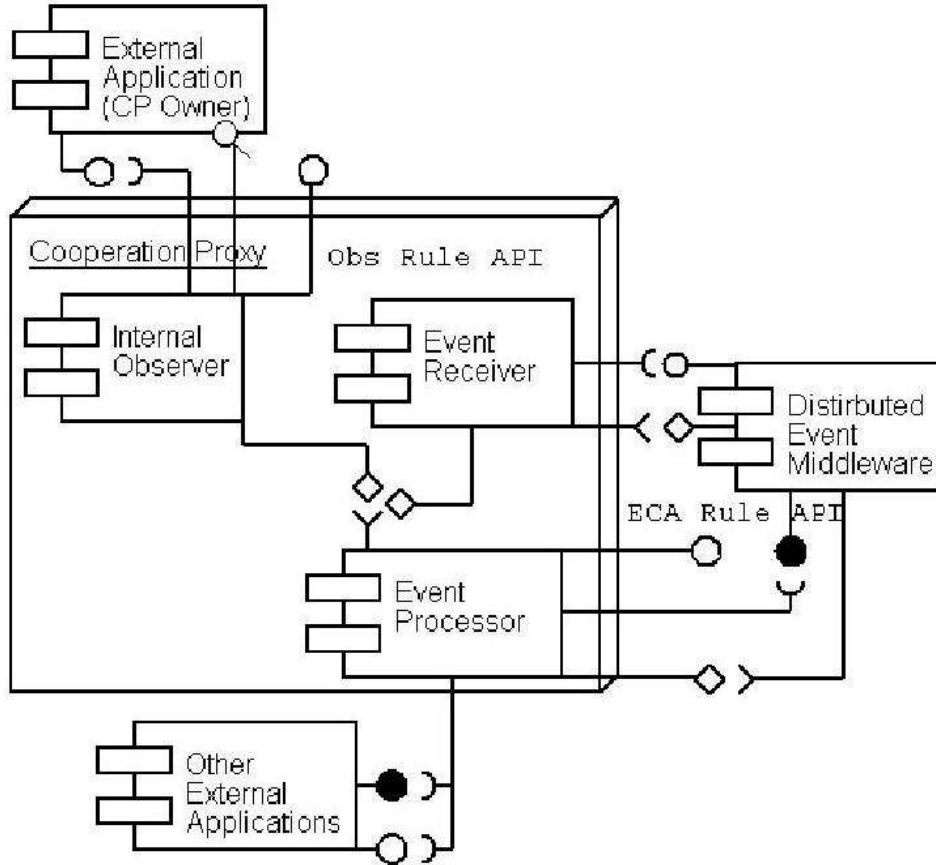 External
Application
(CP Owner)
Cooperation Proxy
Obs Rule API
Internal
Observer
Event
Receiver
Distirbuted
Event
Middleware
ECA Rule API
Event
Processor
Other
External
Applications